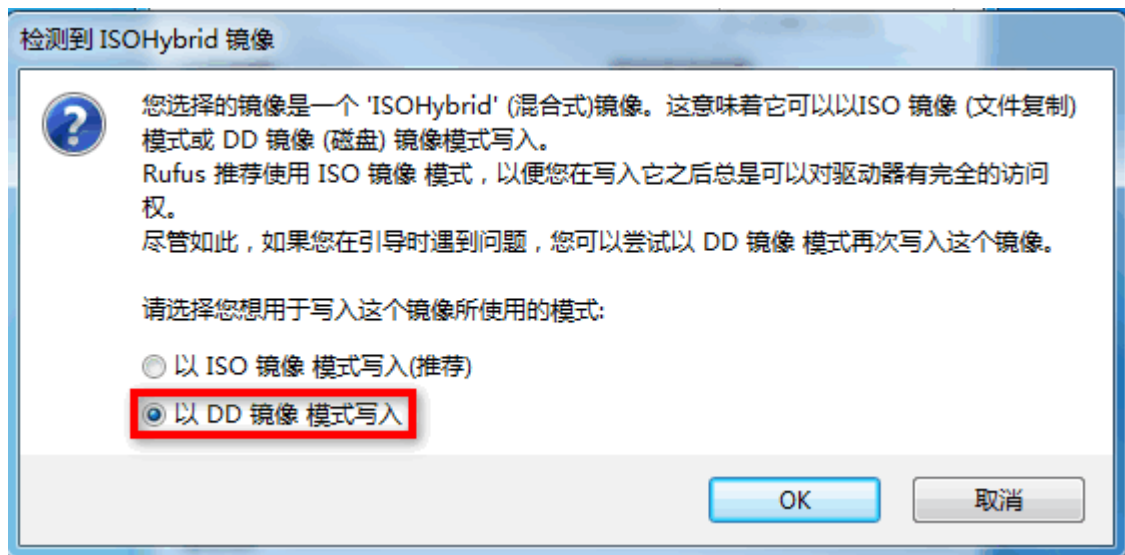 检测到 ISOHybrid 镜像
您选择的镜像是一个 'ISOHybrid' (混合式)镜像。这意味着它可以以ISO 镜像 (文件复制)
模式或 DD 镜像 (磁盘) 镜像模式写入。
Rufus 推荐使用 ISO 镜像 模式，以便您在写入它之后总是可以对驱动器有完全的访问
权。
尽管如此，如果您在引导时遇到问题，您可以尝试以 DD 镜像 模式再次写入这个镜像。
请选择您想用于写入这个镜像所使用的模式:
以 ISO 镜像 模式写入(推荐)
以 DD 镜像 模式写入
OK 取消